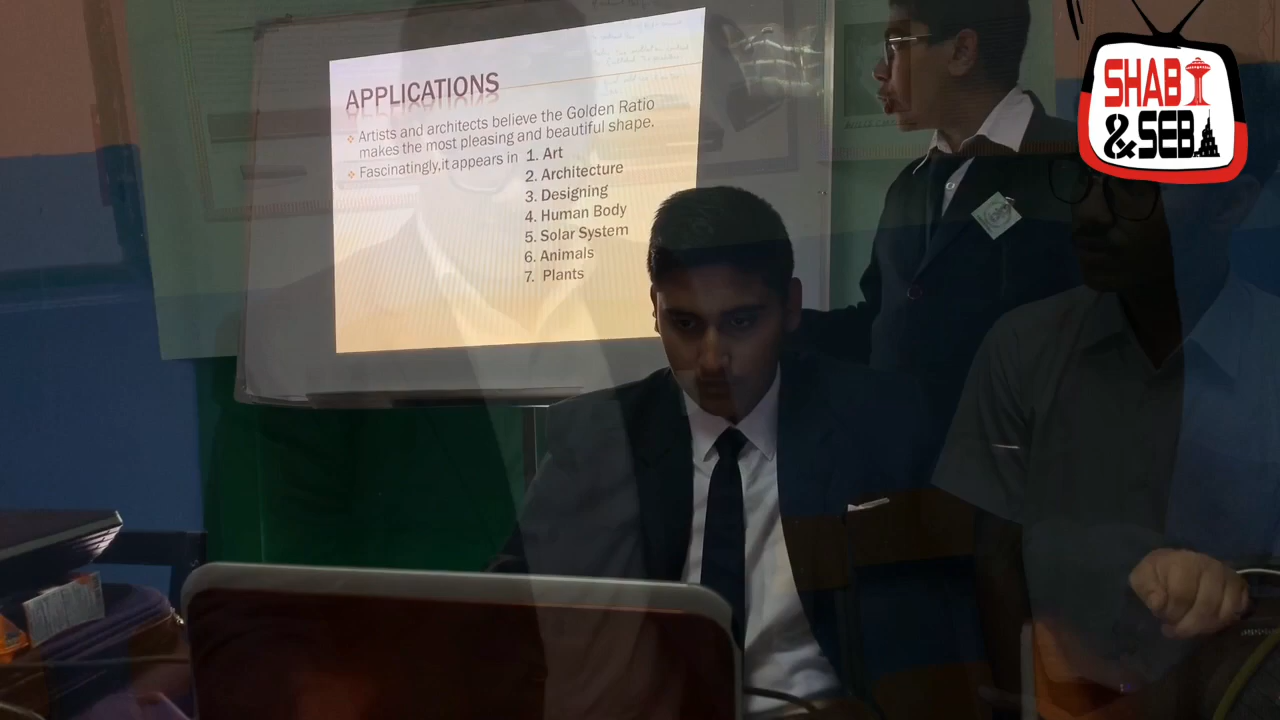 APPLICATIONS
Artists and architects believe the Golden Ratio
makes the most pleasing and beautiful shape.
Fascinatingly,it appears in
1. Art
2. Architecture
3. Designing
4. Human Body
5. Solar System
6. Animals
7. Plants
SHAB
&SEB